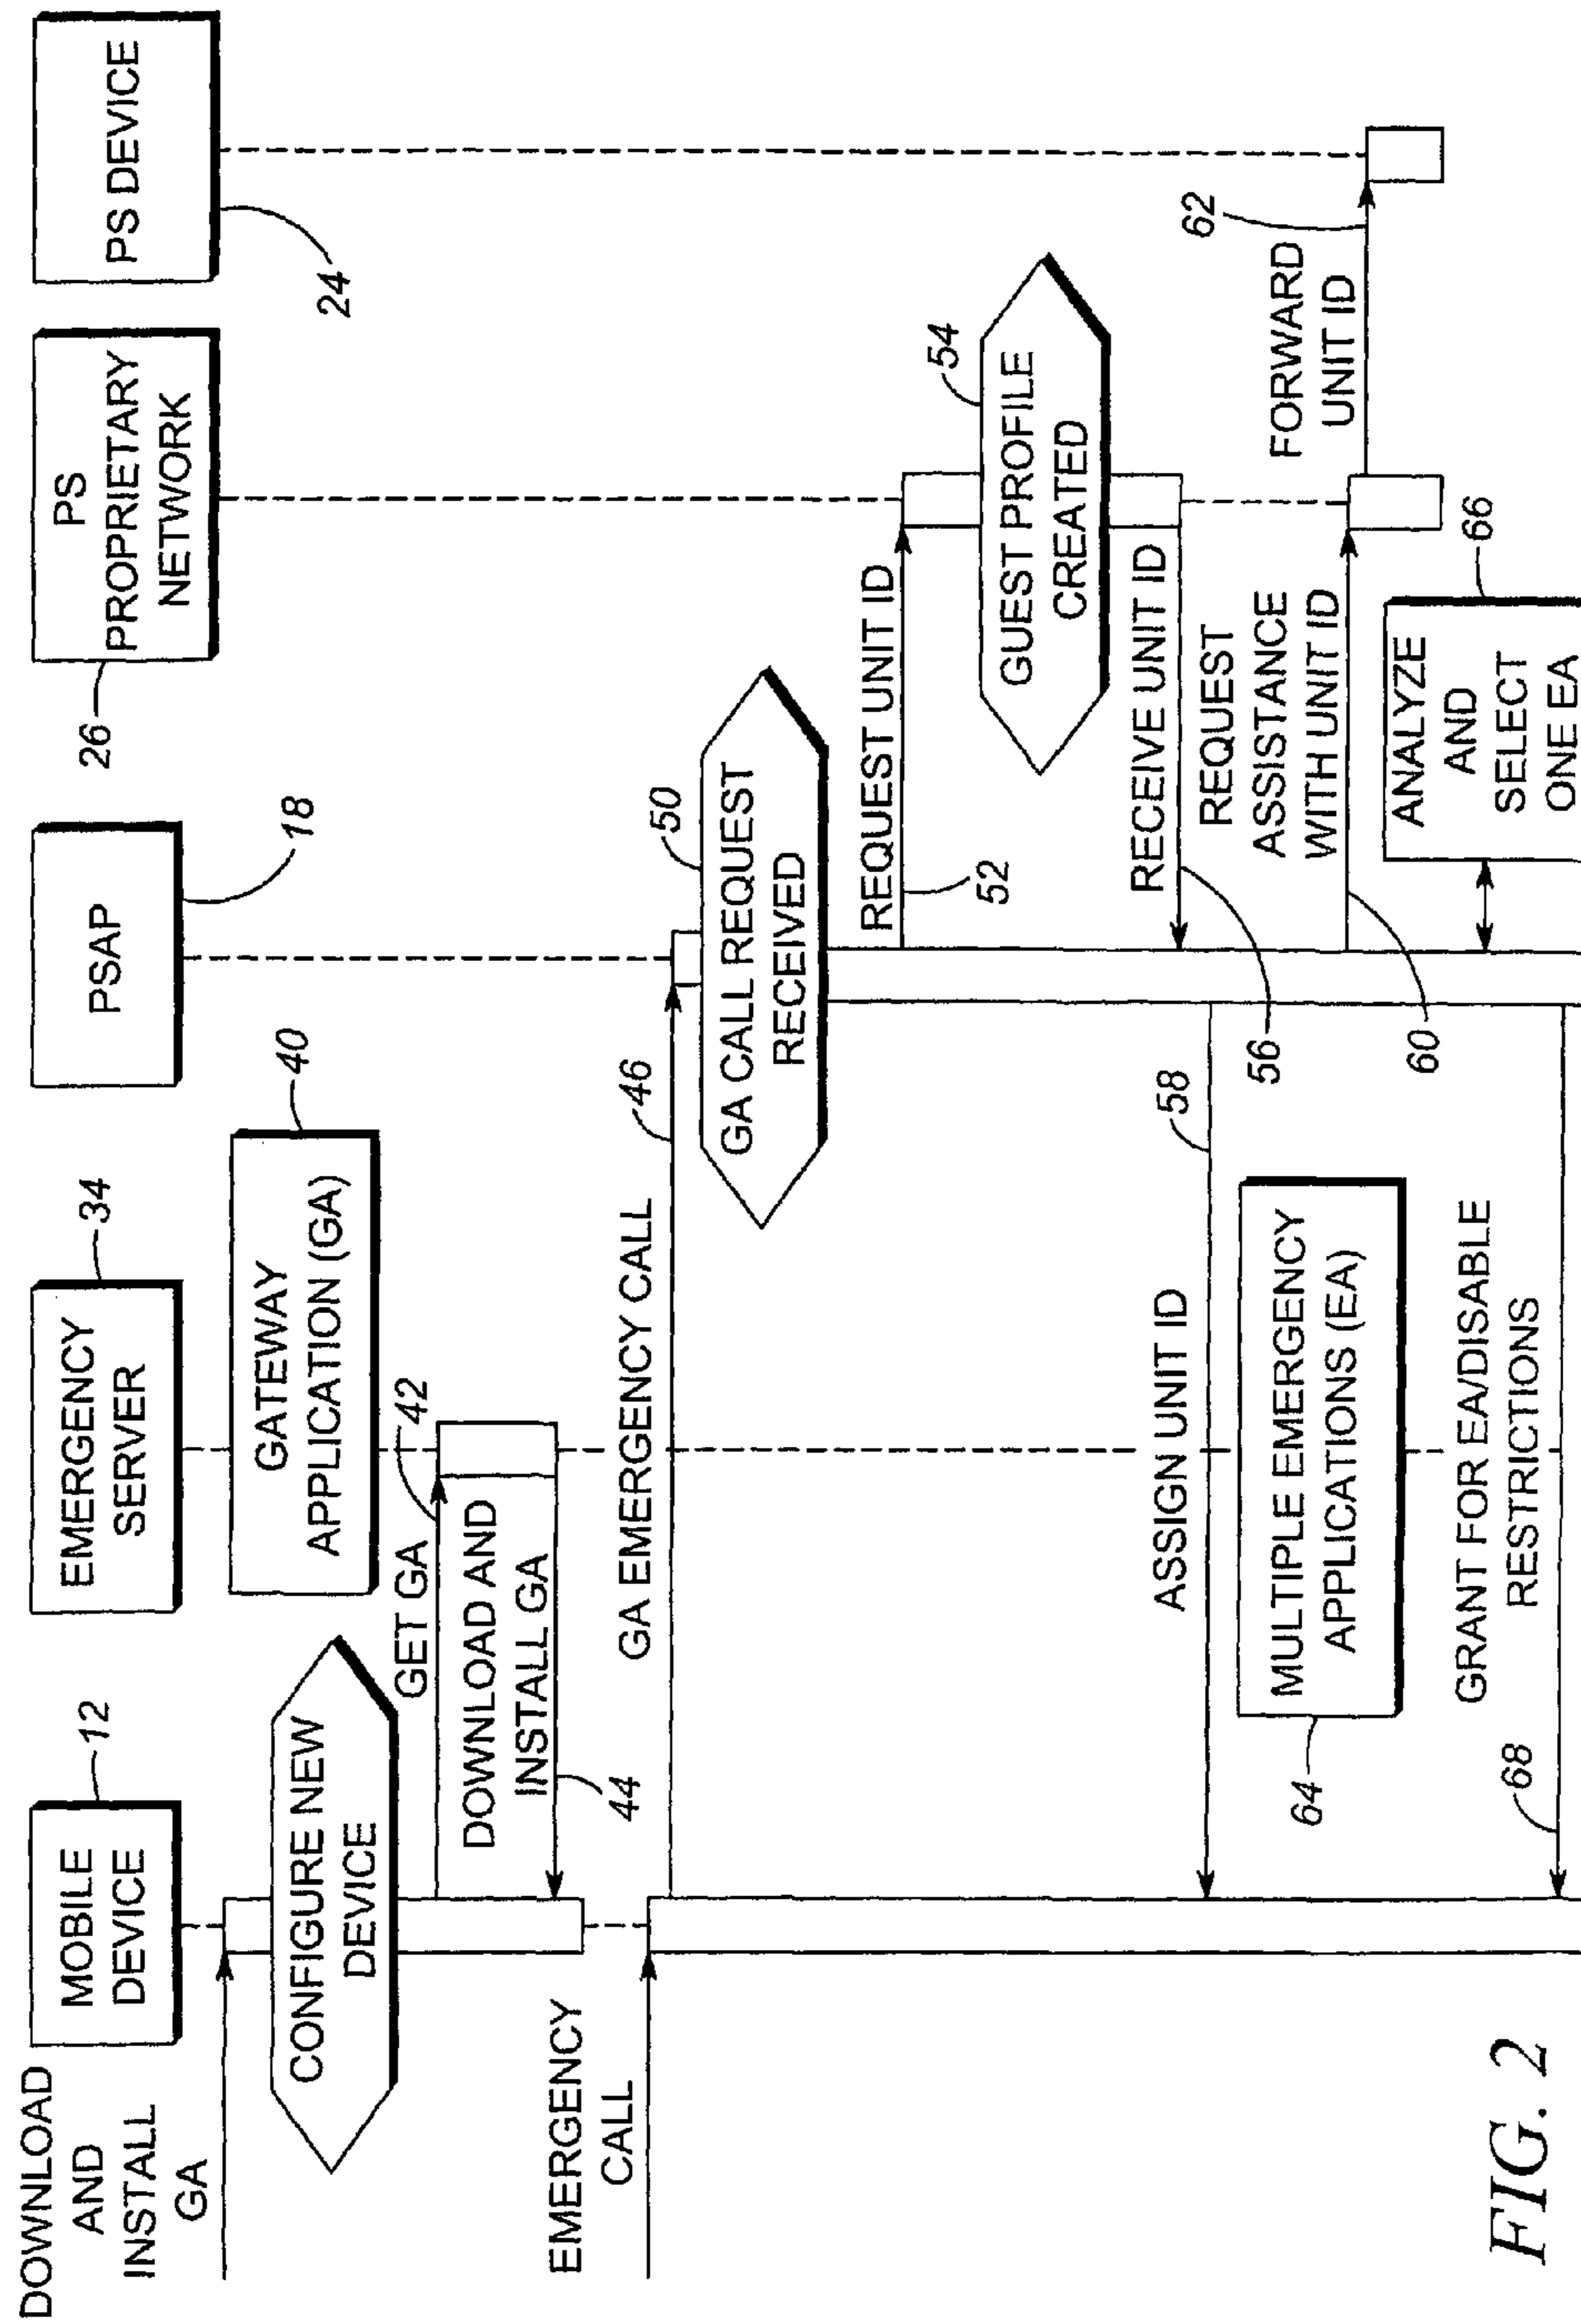 MOBILE
DEVICE
12
EMERGENCY
SERVER
34
PSAP
18
PS
PROPRIETARY
NETWORK
26
PS DEVICE
24
DOWNLOAD
AND
INSTALL
GA
GATEWAY
APPLICATION (GA)
40
CONFIGURE NEW
DEVICE
GET GA
42
DOWNLOAD AND
INSTALL GA
44
EMERGENCY
CALL
GA EMERGENCY CALL
46
GA CALL REQUEST
RECEIVED
50
REQUEST UNIT ID
52
GUEST PROFILE
CREATED
54
RECEIVE UNIT ID
56
ASSIGN UNIT ID
58
REQUEST
ASSISTANCE
WITH UNIT ID
60
FORWARD
UNIT ID
62
MULTIPLE EMERGENCY
APPLICATIONS (EA)
64
ANALYZE
AND
SELECT
ONE EA
66
GRANT FOR EA/DISABLE
RESTRICTIONS
68
FIG. 2